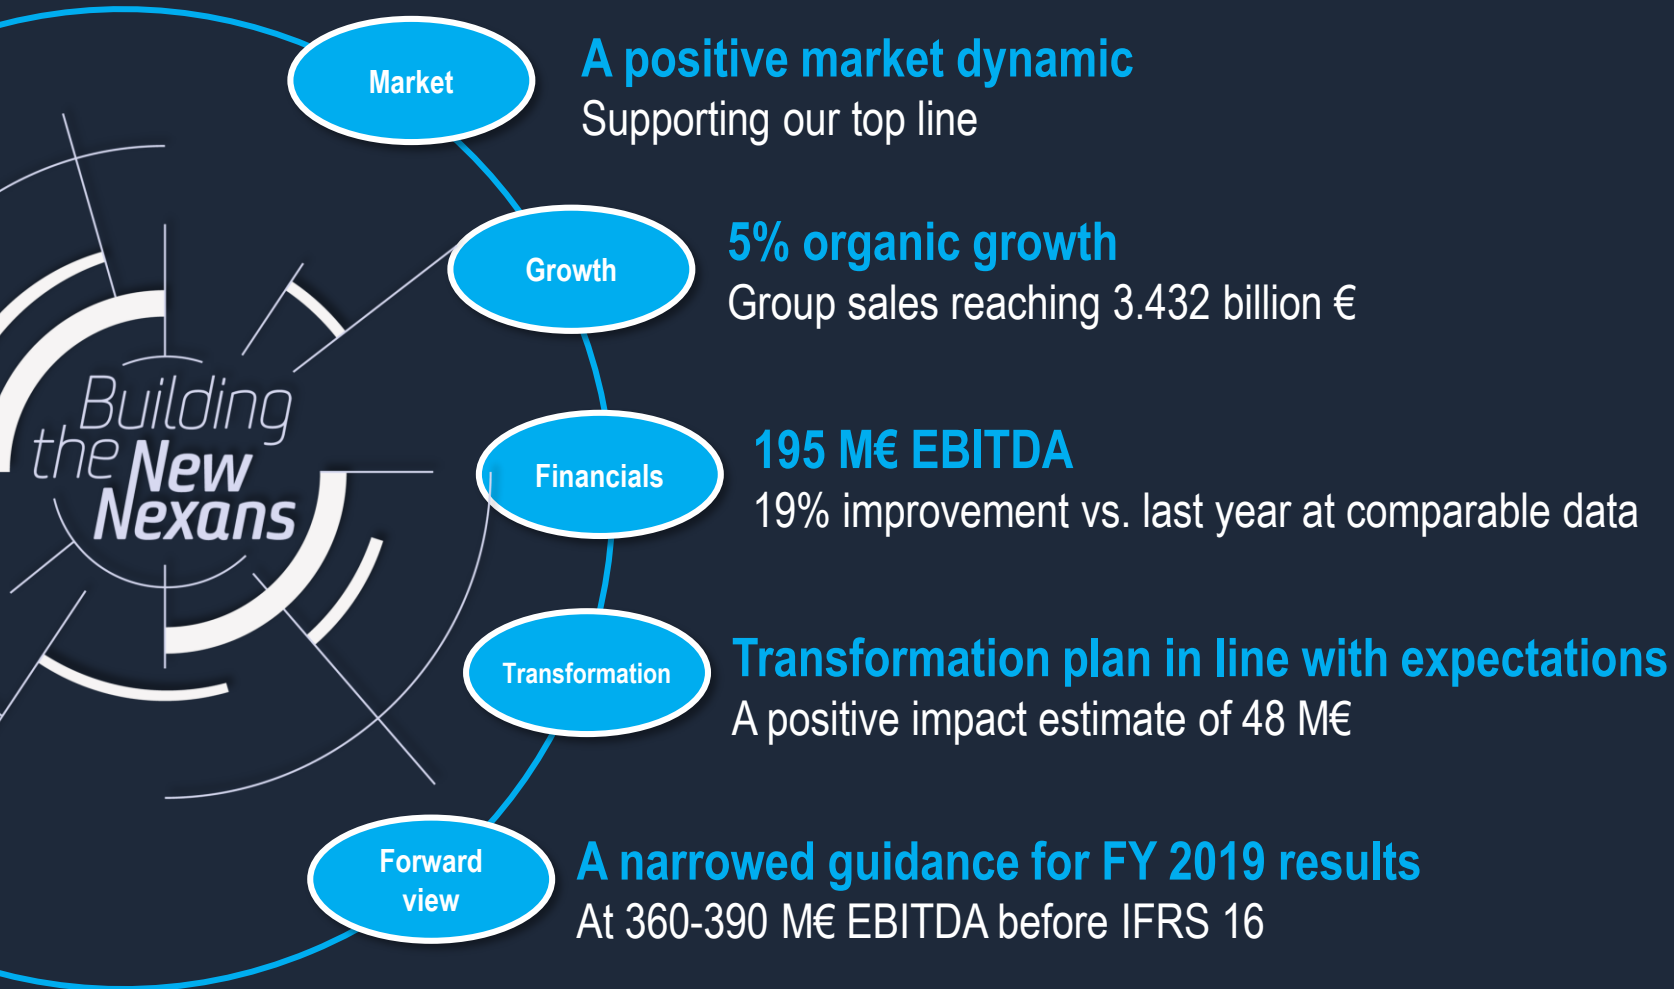 Market
A positive market dynamic
Supporting our top line
Growth
5% organic growth
Group sales reaching 3.432 billion €
Building
the New
Nexans
Financials
195 M€ EBITDA
19% improvement vs. last year at comparable data
Transformation
Transformation plan in line with expectations
A positive impact estimate of 48 M€
Forward
view
A narrowed guidance for FY 2019 results
At 360-390 M€ EBITDA before IFRS 16